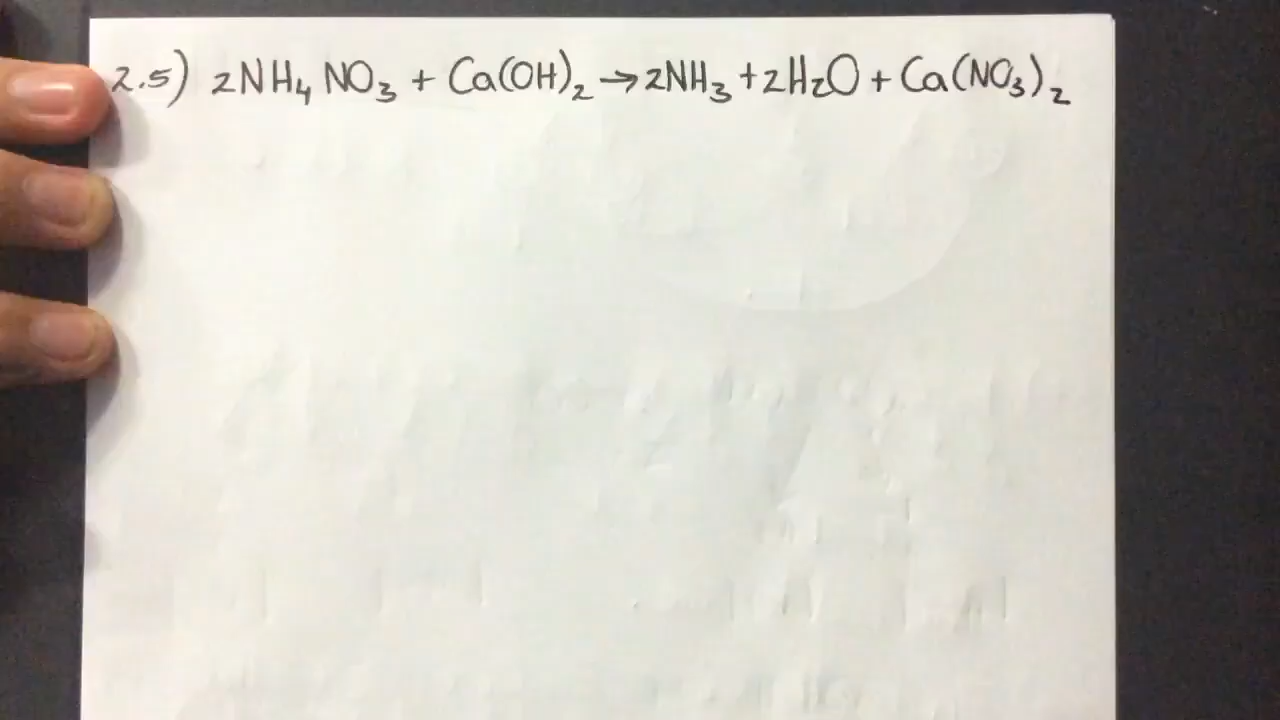 2.5) 2NH₄NO₃ + Ca(OH)₂ → 2NH₃ + 2H₂O + Ca(NO₃)₂